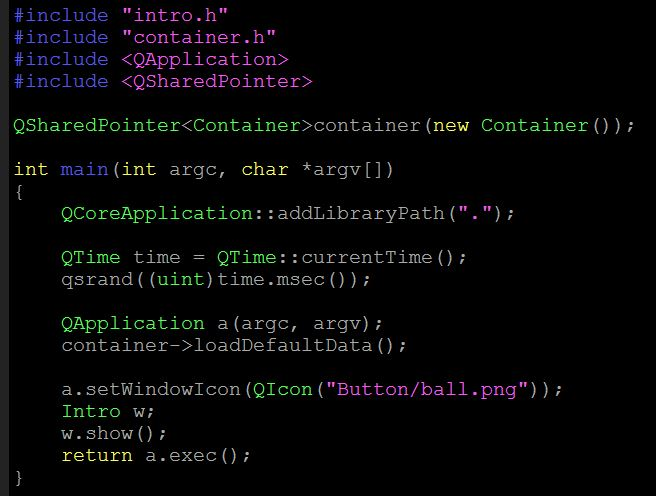 #include "intro.h"
#include "container.h"
#include <QApplication>
#include <QSharedPointer>

QSharedPointer<Container>container(new Container());

int main(int argc, char *argv[])
{
    QCoreApplication::addLibraryPath(".");

    QTime time = QTime::currentTime();
    qsrand((uint)time.msec());

    QApplication a(argc, argv);
    container->loadDefaultData();

    a.setWindowIcon(QIcon("Button/ball.png"));
    Intro w;
    w.show();
    return a.exec();
}